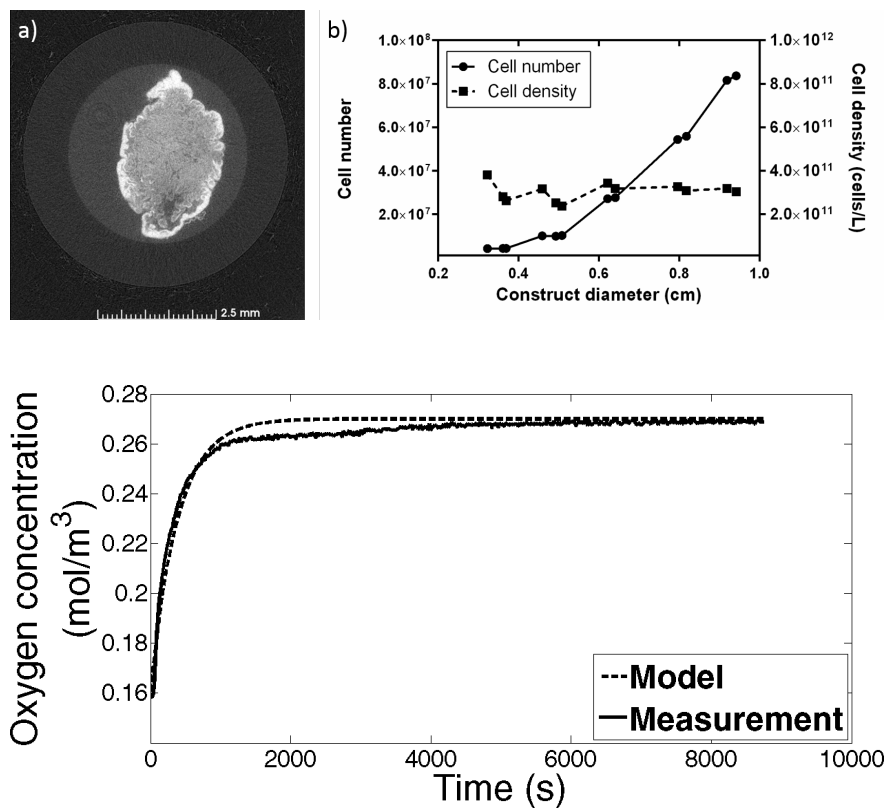 a)
2.5 mm
b)
1.0×10⁸
8.0×10⁷
6.0×10⁷
4.0×10⁷
2.0×10⁷
Cell number
Cell number
Cell density
1.0×10¹²
8.0×10¹¹
6.0×10¹¹
4.0×10¹¹
2.0×10¹¹
Cell density (cells/L)
0.2 0.4 0.6 0.8 1.0
Construct diameter (cm)
0.28
0.26
0.24
0.22
0.2
0.18
0.16
Oxygen concentration
(mol/m³)
Model
Measurement
0 2000 4000 6000 8000 10000
Time (s)